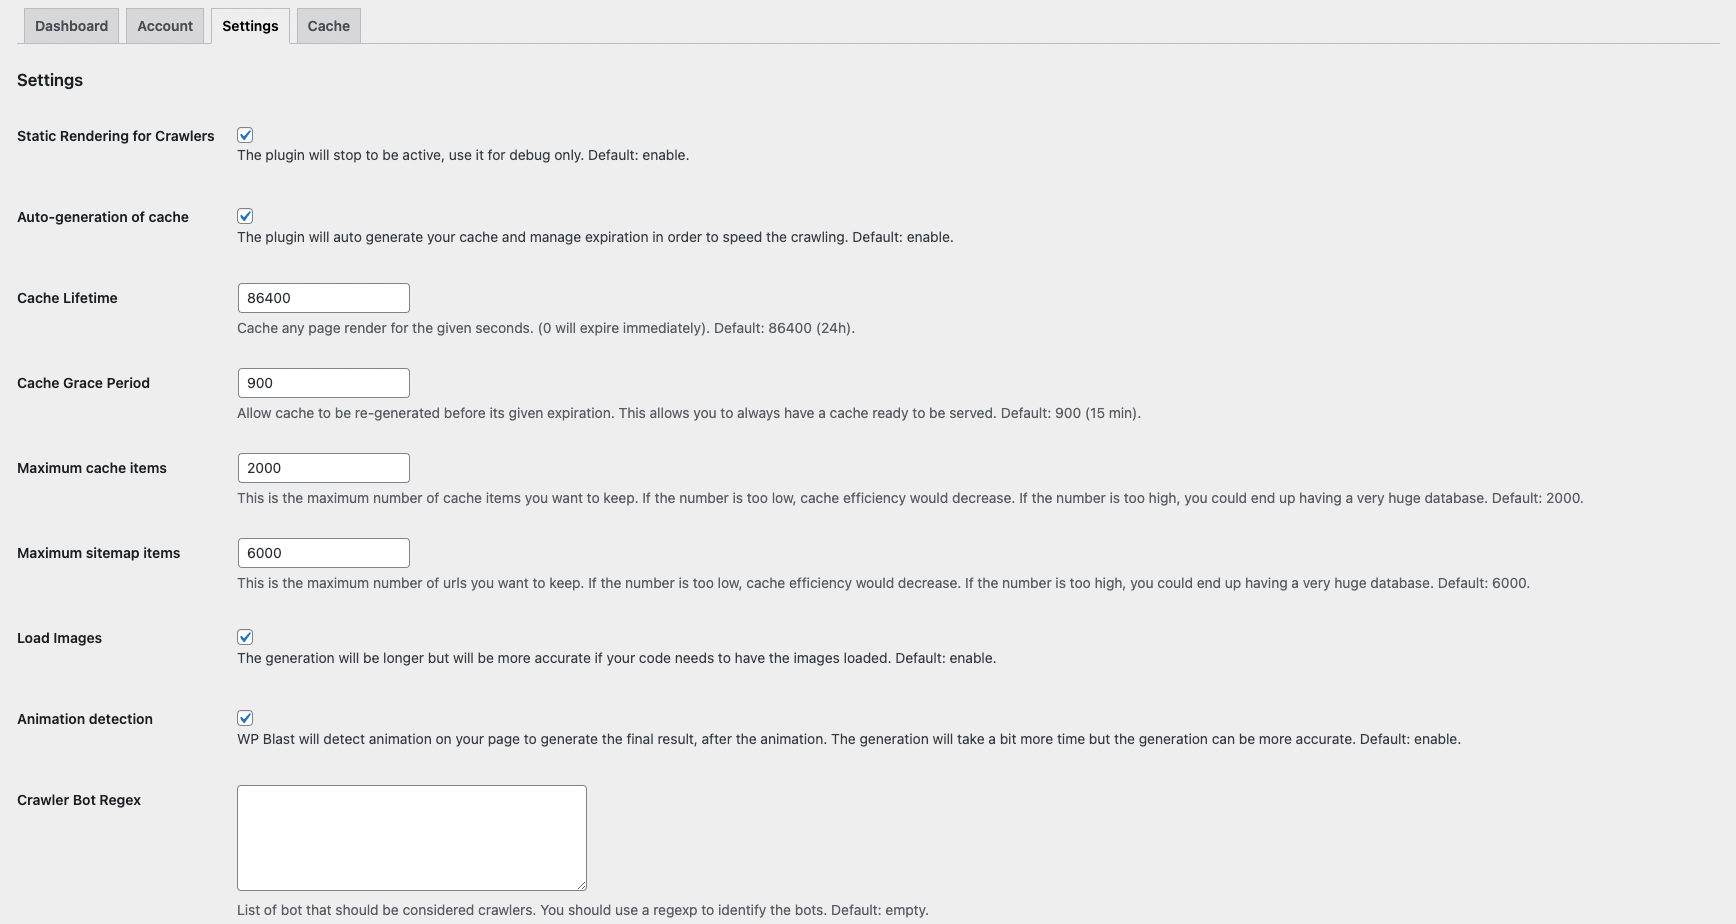 Dashboard Account Settings Cache
Settings
Static Rendering for Crawlers
The plugin will stop to be active, use it for debug only. Default: enable.
Auto-generation of cache
The plugin will auto generate your cache and manage expiration in order to speed the crawling. Default: enable.
Cache Lifetime 86400
Cache any page render for the given seconds. (0 will expire immediately). Default: 86400 (24h).
Cache Grace Period 900
Allow cache to be re-generated before its given expiration. This allows you to always have a cache ready to be served. Default: 900 (15 min).
Maximum cache items 2000
This is the maximum number of cache items you want to keep. If the number is too low, cache efficiency would decrease. If the number is too high, you could end up having a very huge database. Default: 2000.
Maximum sitemap items 6000
This is the maximum number of urls you want to keep. If the number is too low, cache efficiency would decrease. If the number is too high, you could end up having a very huge database. Default: 6000.
Load Images
The generation will be longer but will be more accurate if your code needs to have the images loaded. Default: enable.
Animation detection
WP Blast will detect animation on your page to generate the final result, after the animation. The generation will take a bit more time but the generation can be more accurate. Default: enable.
Crawler Bot Regex
List of bot that should be considered crawlers. You should use a regexp to identify the bots. Default: empty.